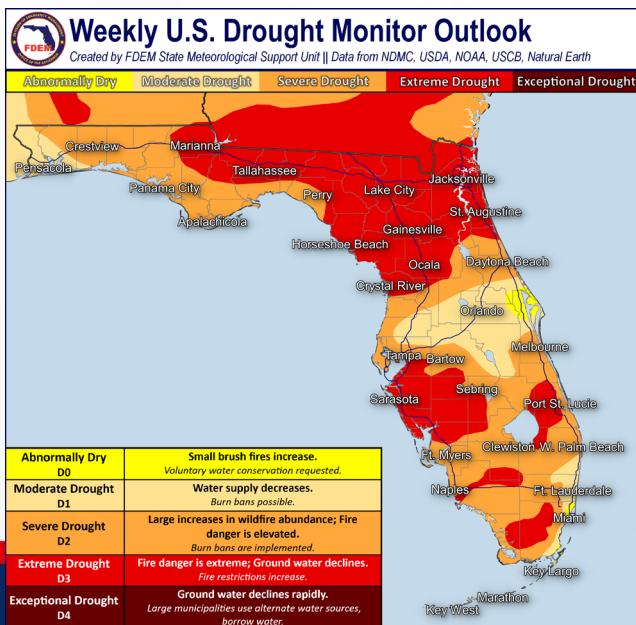 Weekly U.S. Drought Monitor Outlook
Created by FDEM State Meteorological Support Unit || Data from NDMC, USDA, NOAA, USCB, Natural Earth
FDEM
Abnormally Dry
Moderate Drought
Severe Drought
Extreme Drought
Exceptional Drought
Crestview
Marianna
Pensacola
Tallahassee
Jacksonville
Panama City
Perry
Lake City
Apalachicola
St. Augustine
Gainesville
Horseshoe Beach
Ocala
Daytona Beach
Crystal River
Orlando
Melbourne
Tampa
Bartow
Sebring
Sarasota
Port St. Lucie
Clewiston
W. Palm Beach
Ft. Myers
Naples
Ft. Lauderdale
Miami
Key Largo
Marathon
Key West
Abnormally Dry
D0
Small brush fires increase.
Voluntary water conservation requested.
Moderate Drought
D1
Water supply decreases.
Burn bans possible.
Severe Drought
D2
Large increases in wildfire abundance; Fire
danger is elevated.
Burn bans are implemented.
Extreme Drought
D3
Fire danger is extreme; Ground water declines.
Fire restrictions increase.
Exceptional Drought
D4
Ground water declines rapidly.
Large municipalities use alternate water sources,
borrow water.